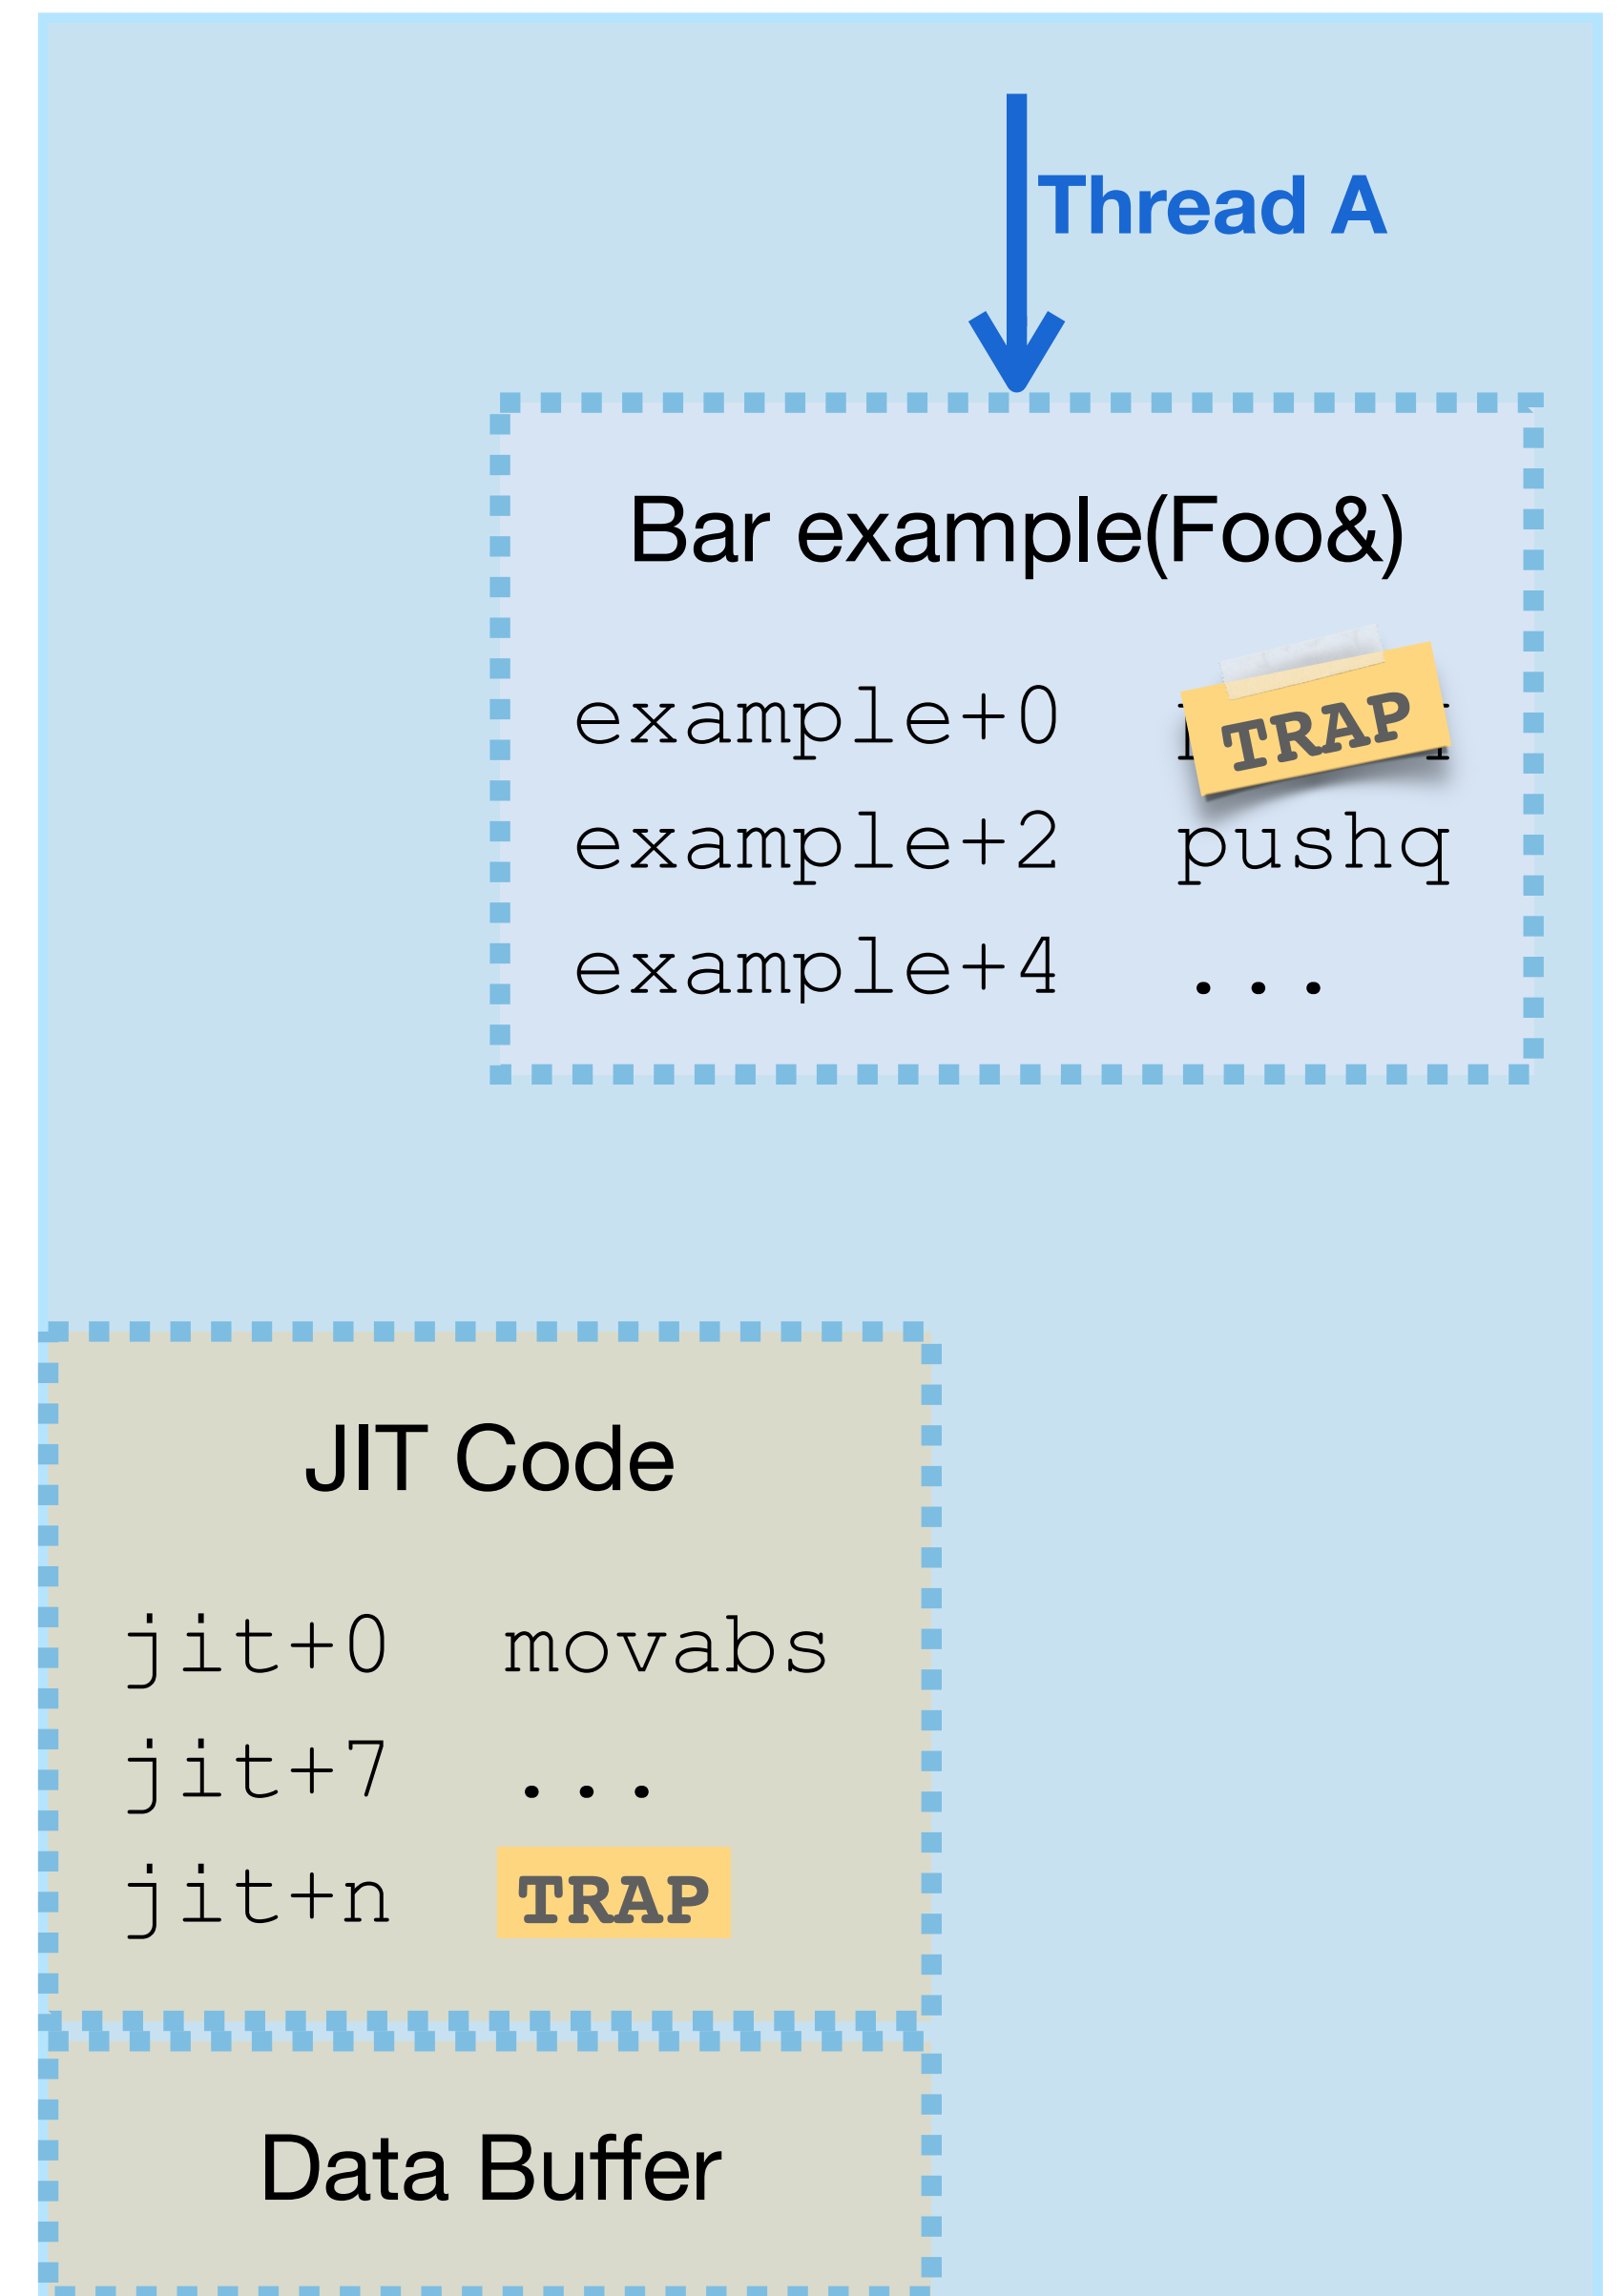 Thread A
Bar example(Foo&)
example+0 TRAP
example+2 pushq
example+4 ...
JIT Code
jit+0 movabs
jit+7 ...
jit+n TRAP
Data Buffer